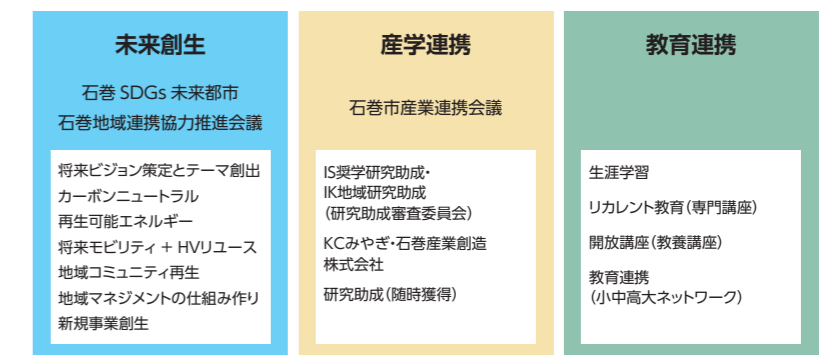 未来創生
石巻 SDGs 未来都市
石巻地域連携協力推進会議
将来ビジョン策定とテーマ創出
カーボンニュートラル
再生可能エネルギー
将来モビリティ + HVリユース
地域コミュニティ再生
地域マネジメントの仕組み作り
新規事業創生
産学連携
石巻市産業連携会議
IS奨学研究助成・
IK地域研究助成
（研究助成審査委員会）
KCみやぎ・石巻産業創造
株式会社
研究助成（随時獲得）
教育連携
生涯学習
リカレント教育（専門講座）
開放講座（教養講座）
教育連携
（小中高大ネットワーク）